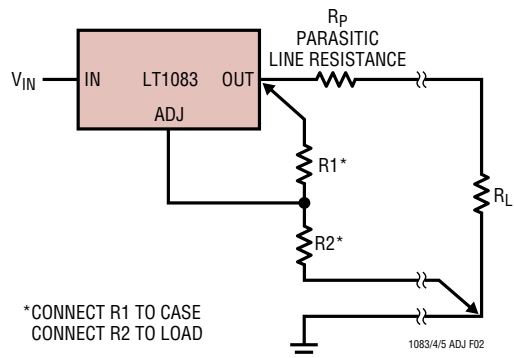 RP
PARASITIC
LINE RESISTANCE
VIN
IN
LT1083
OUT
ADJ
R1*
RL
R2*
*CONNECT R1 TO CASE
CONNECT R2 TO LOAD
1083/4/5 ADJ F02